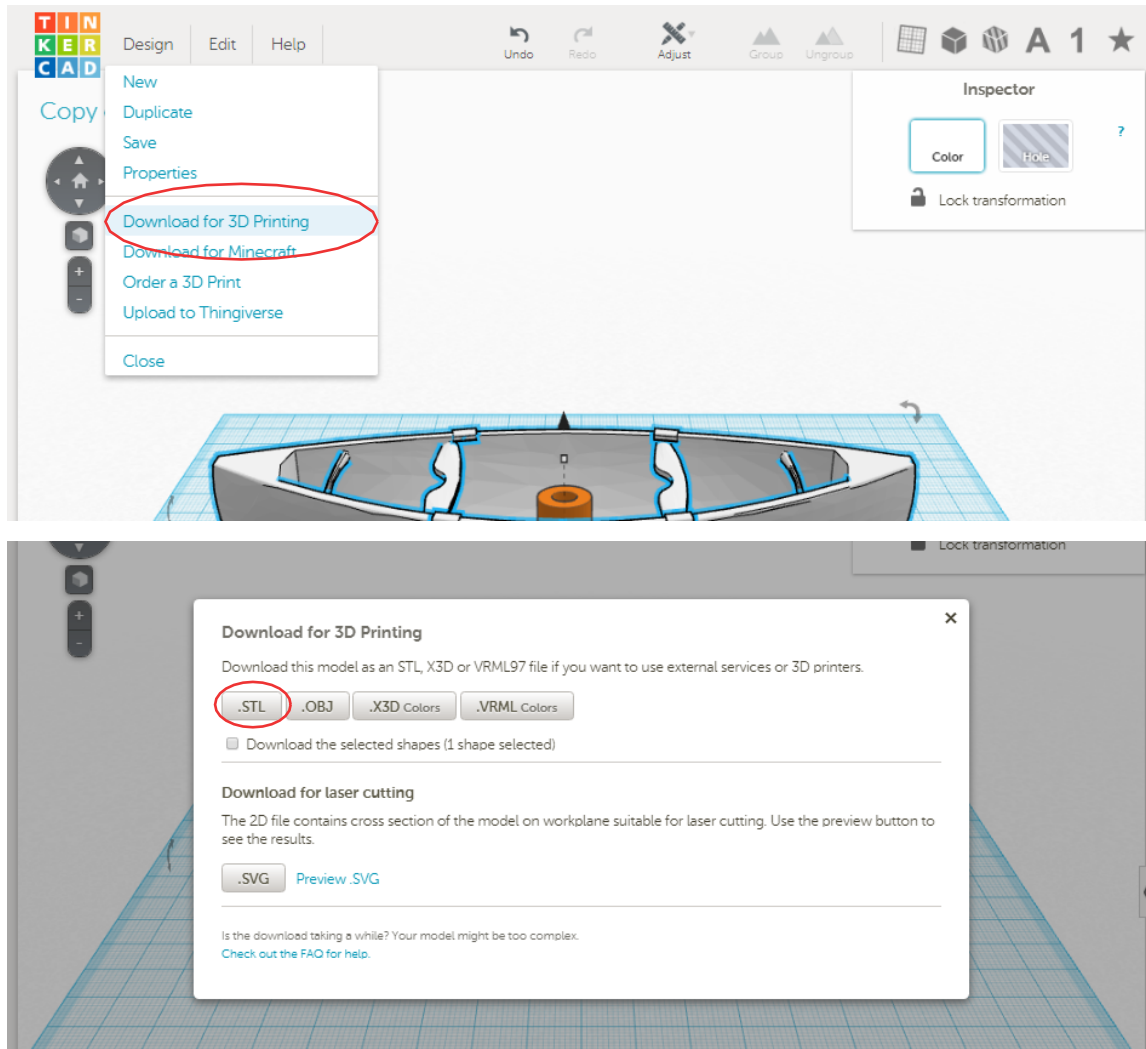 TIN
KER
CAD
Design Edit Help
Undo Redo Adjust Group Ungroup A 1
New
Duplicate
Save
Properties
Download for 3D Printing
Download for Minecraft
Order a 3D Print
Upload to Thingiverse
Close
Copy
Inspector
Color Hole ?
Lock transformation
+
-
Lock transformation
+
-
Download for 3D Printing ×
Download this model as an STL, X3D or VRML97 file if you want to use external services or 3D printers.
.STL .OBJ .X3D Colors .VRML Colors
Download the selected shapes (1 shape selected)
Download for laser cutting
The 2D file contains cross section of the model on workplane suitable for laser cutting. Use the preview button to
see the results.
.SVG Preview .SVG
Is the download taking a while? Your model might be too complex.
Check out the FAQ for help.